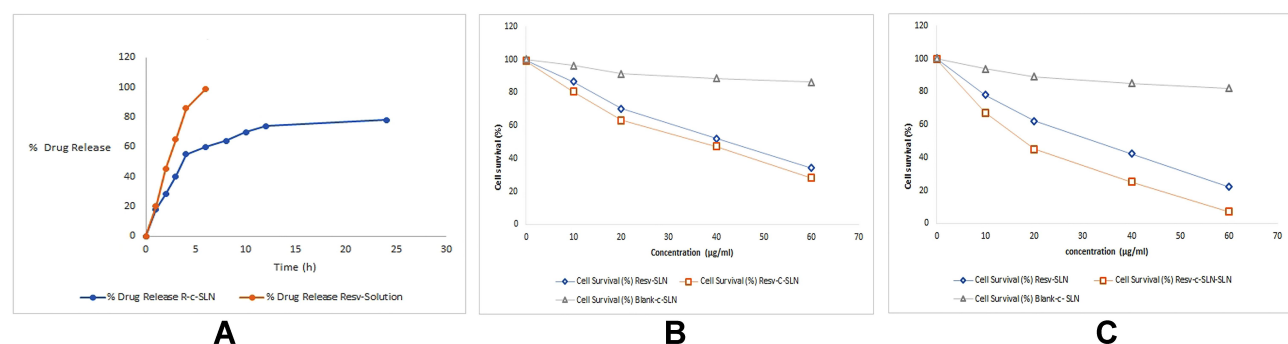 120
100
80
60
40
20
0
% Drug Release
0 5 10 15 20 25 30
Time (h)
% Drug Release R-c-SLN % Drug Release Resv-Solution
A
120
100
80
60
40
20
0
Cell survival (%)
0 10 20 30 40 50 60 70
Concentration (µg/ml)
Cell Survival (%) Resv-SLN Cell Survival (%) Resv-C-SLN
Cell Survival (%) Blank-c-SLN
B
120
100
80
60
40
20
0
Cell survival (%)
0 10 20 30 40 50 60 70
concentration (µg/ml)
Cell Survival (%) Resv-SLN Cell Survival (%) Resv-c-SLN-SLN
Cell Survival (%) Blank-c- SLN
C